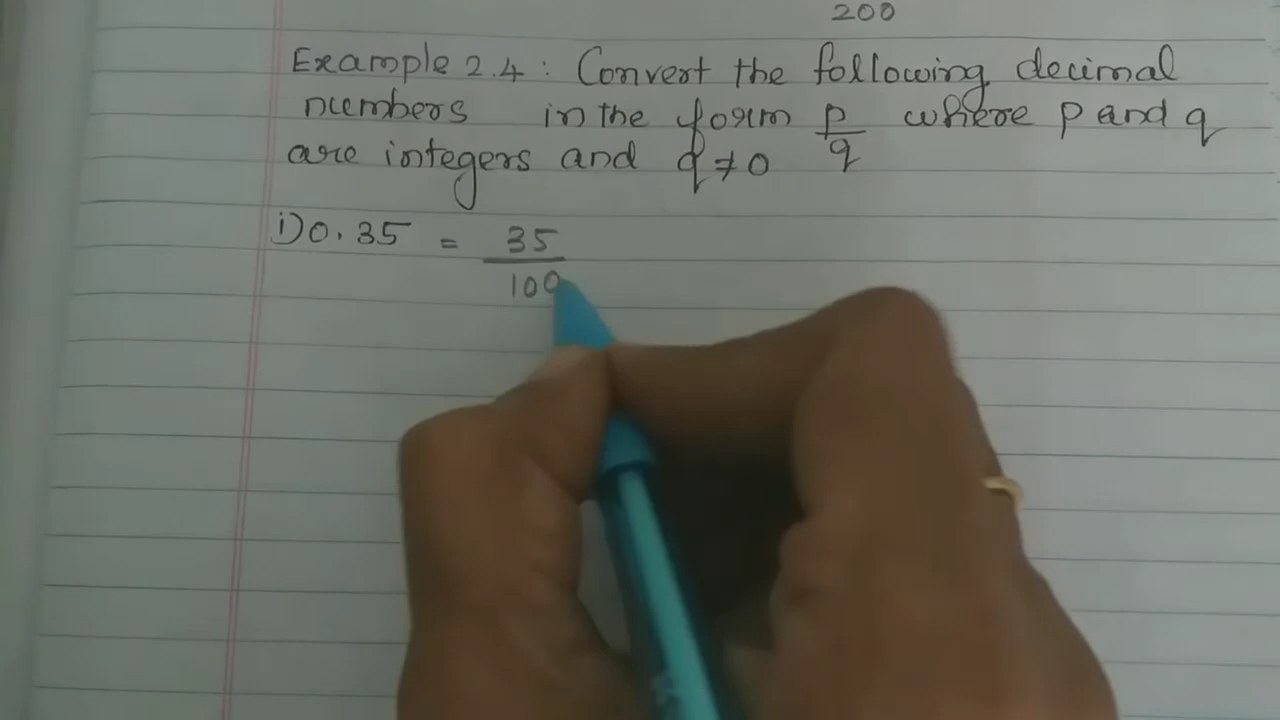 200
Example 2.4 : Convert the following decimal
numbers in the form p/q where p and q
are integers and q ≠ 0
i) 0.35 = 35/100